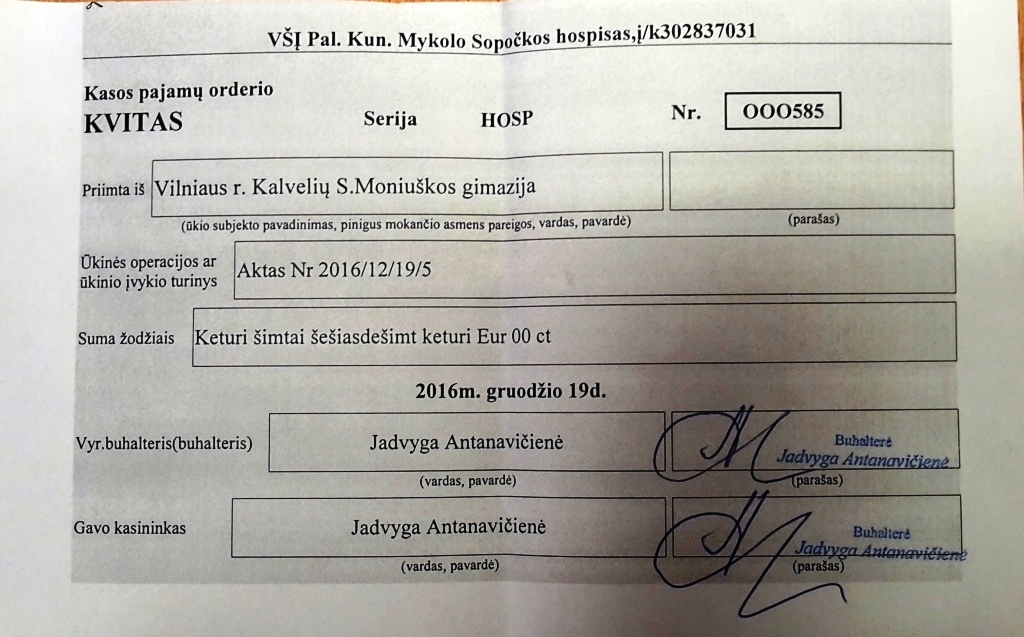 VŠĮ Pal. Kun. Mykolo Sopočkos hospisas,į/k302837031
Kasos pajamų orderio
KVITAS Serija HOSP Nr. OOO585
Priimta iš Vilniaus r. Kalvelių S.Moniuškos gimazija
(ūkio subjekto pavadinimas, pinigus mokančio asmens pareigos, vardas, pavardė) (parašas)
Ūkinės operacijos ar
ūkinio įvykio turinys Aktas Nr 2016/12/19/5
Suma žodžiais Keturi šimtai šešiasdešimt keturi Eur 00 ct
2016m. gruodžio 19d.
Vyr.buhalteris(buhalteris) Jadvyga Antanavičienė Buhalterė
Jadvyga Antanavičienė
(vardas, pavardė) (parašas)
Gavo kasininkas Jadvyga Antanavičienė Buhalterė
Jadvyga Antanavičienė
(vardas, pavardė) (parašas)